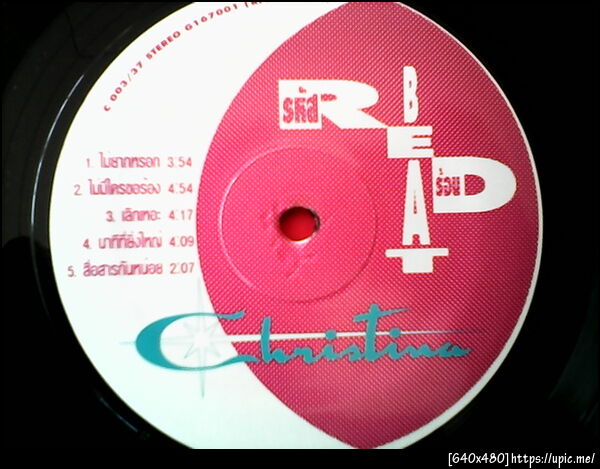 C 003/37 STEREO G167001
รหัส RED BEAT ร้อน
1. ไม่ยากหรอก 3:54
2. ไม่มีใครขอร้อง 4:54
3. เลิกเหอะ 4:17
4. นาทีที่ยิ่งใหญ่ 4:09
5. สื่อสารกันหน่อย 2:07
Christina
[640x480]https://upic.me/